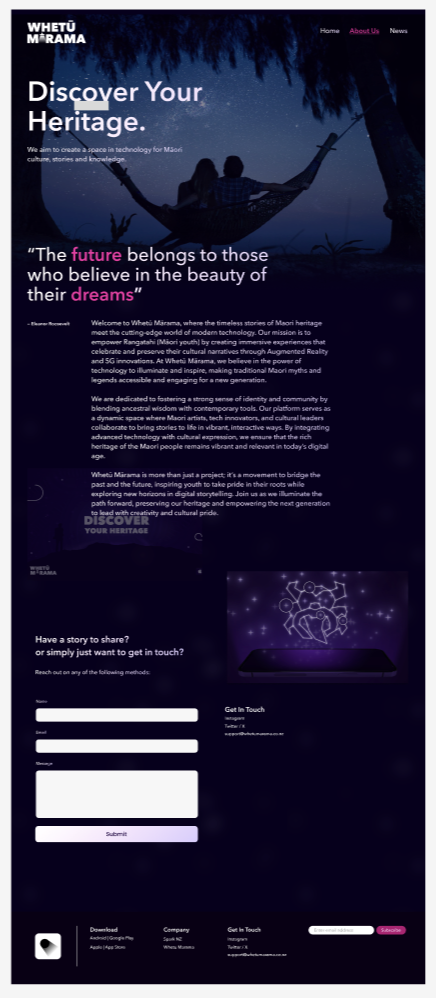 WHETŪ
MĀRAMA
Home About Us News
Discover Your
Heritage.
We aim to create a space in technology for Māori
culture, stories and knowledge.
“The future belongs to those
who believe in the beauty of
their dreams”
– Eleanor Roosevelt
Welcome to Whetū Mārama, where the timeless stories of Maori heritage
meet the cutting-edge world of modern technology. Our mission is to
empower Rangatahi (Māori youth) by creating immersive experiences that
celebrate and preserve their cultural narratives through Augmented Reality
and 5G innovations. At Whetū Mārama, we believe in the power of
technology to illuminate and inspire, making traditional Maori myths and
legends accessible and engaging for a new generation.
We are dedicated to fostering a strong sense of identity and community by
blending ancestral wisdom with contemporary tools. Our platform serves as
a dynamic space where Maori artists, tech innovators, and cultural leaders
collaborate to bring stories to life in vibrant, interactive ways. By integrating
advanced technology with cultural expression, we ensure that the rich
heritage of the Maori people remains vibrant and relevant in today's digital
age.
Whetū Mārama is more than just a project; it's a movement to bridge the
past and the future, inspiring youth to take pride in their roots while
exploring new horizons in digital storytelling. Join us as we illuminate the
path forward, preserving our heritage and empowering the next generation
to lead with creativity and cultural pride.
DISCOVER
YOUR HERITAGE
WHETŪ
MĀRAMA
Have a story to share?
or simply just want to get in touch?
Reach out on any of the following methods:
Name
Email
Message
Submit
Get In Touch
Instagram
Twitter / X
support@whetumarama.co.nz
Download
Android | Google Play
Apple | App Store
Company
Spark NZ
Whetu Marama
Get In Touch
Instagram
Twitter / X
support@whetumarama.co.nz
Enter email address
Subscribe